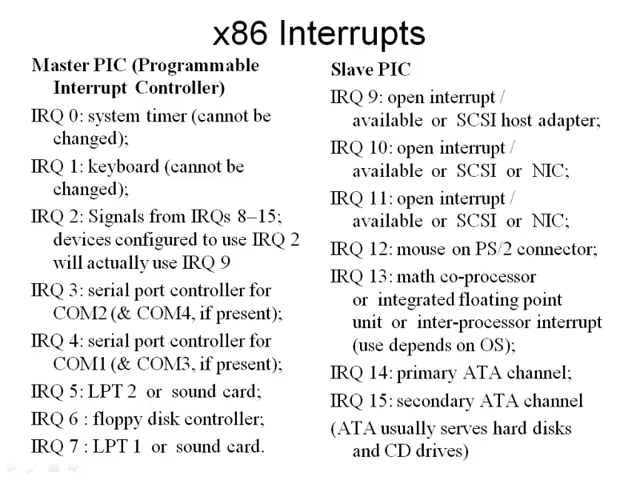 x86 Interrupts
Master PIC (Programmable
Interrupt Controller)
IRQ 0: system timer (cannot be
changed);
IRQ 1: keyboard (cannot be
changed);
IRQ 2: Signals from IRQs 8–15;
devices configured to use IRQ 2
will actually use IRQ 9
IRQ 3: serial port controller for
COM2 (& COM4, if present);
IRQ 4: serial port controller for
COM1 (& COM3, if present);
IRQ 5: LPT 2 or sound card;
IRQ 6 : floppy disk controller;
IRQ 7 : LPT 1 or sound card.
Slave PIC
IRQ 9: open interrupt /
available or SCSI host adapter;
IRQ 10: open interrupt /
available or SCSI or NIC;
IRQ 11: open interrupt /
available or SCSI or NIC;
IRQ 12: mouse on PS/2 connector;
IRQ 13: math co-processor
or integrated floating point
unit or inter-processor interrupt
(use depends on OS);
IRQ 14: primary ATA channel;
IRQ 15: secondary ATA channel
(ATA usually serves hard disks
and CD drives)